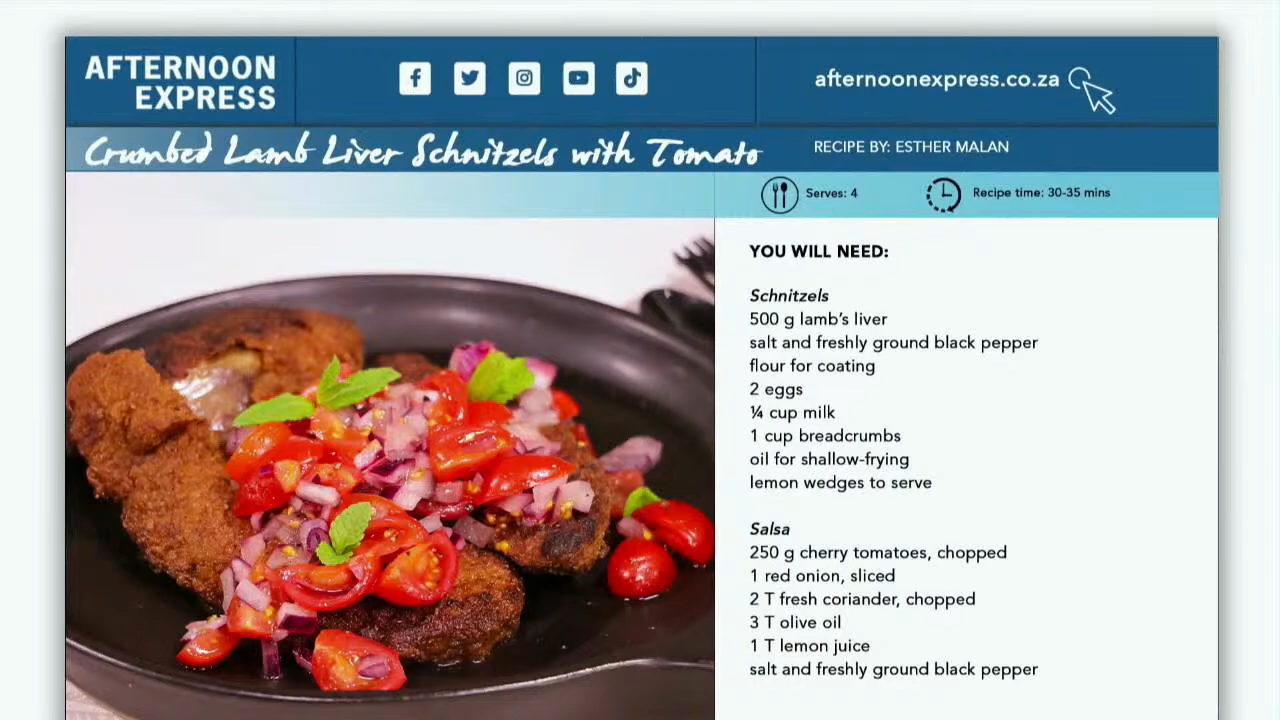 AFTERNOON
EXPRESS
afternoonexpress.co.za
Crumbed Lamb Liver Schnitzels with Tomato
RECIPE BY: ESTHER MALAN
Serves: 4
Recipe time: 30-35 mins
YOU WILL NEED:
Schnitzels
500 g lamb's liver
salt and freshly ground black pepper
flour for coating
2 eggs
¼ cup milk
1 cup breadcrumbs
oil for shallow-frying
lemon wedges to serve
Salsa
250 g cherry tomatoes, chopped
1 red onion, sliced
2 T fresh coriander, chopped
3 T olive oil
1 T lemon juice
salt and freshly ground black pepper